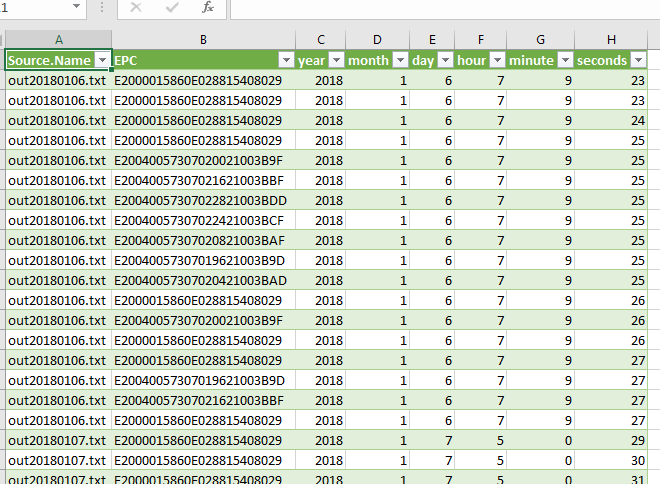 1 fx
A B C D E F G H
Source.Name EPC year month day hour minute seconds
out20180106.txt E2000015860E028815408029 2018 1 6 7 9 23
out20180106.txt E2000015860E028815408029 2018 1 6 7 9 23
out20180106.txt E2000015860E028815408029 2018 1 6 7 9 24
out20180106.txt E2000015860E028815408029 2018 1 6 7 9 25
out20180106.txt E20040057307020021003B9F 2018 1 6 7 9 25
out20180106.txt E20040057307021621003BBF 2018 1 6 7 9 25
out20180106.txt E20040057307022821003BDD 2018 1 6 7 9 25
out20180106.txt E20040057307022421003BCF 2018 1 6 7 9 25
out20180106.txt E20040057307020821003BAF 2018 1 6 7 9 25
out20180106.txt E20040057307019621003B9D 2018 1 6 7 9 25
out20180106.txt E20040057307020421003BAD 2018 1 6 7 9 25
out20180106.txt E2000015860E028815408029 2018 1 6 7 9 26
out20180106.txt E20040057307020021003B9F 2018 1 6 7 9 26
out20180106.txt E2000015860E028815408029 2018 1 6 7 9 26
out20180106.txt E2000015860E028815408029 2018 1 6 7 9 27
out20180106.txt E20040057307019621003B9D 2018 1 6 7 9 27
out20180106.txt E20040057307021621003BBF 2018 1 6 7 9 27
out20180106.txt E2000015860E028815408029 2018 1 6 7 9 27
out20180107.txt E2000015860E028815408029 2018 1 7 5 0 29
out20180107.txt E2000015860E028815408029 2018 1 7 5 0 30
out20180107.txt E2000015860E028815408029 2018 1 7 5 0 31